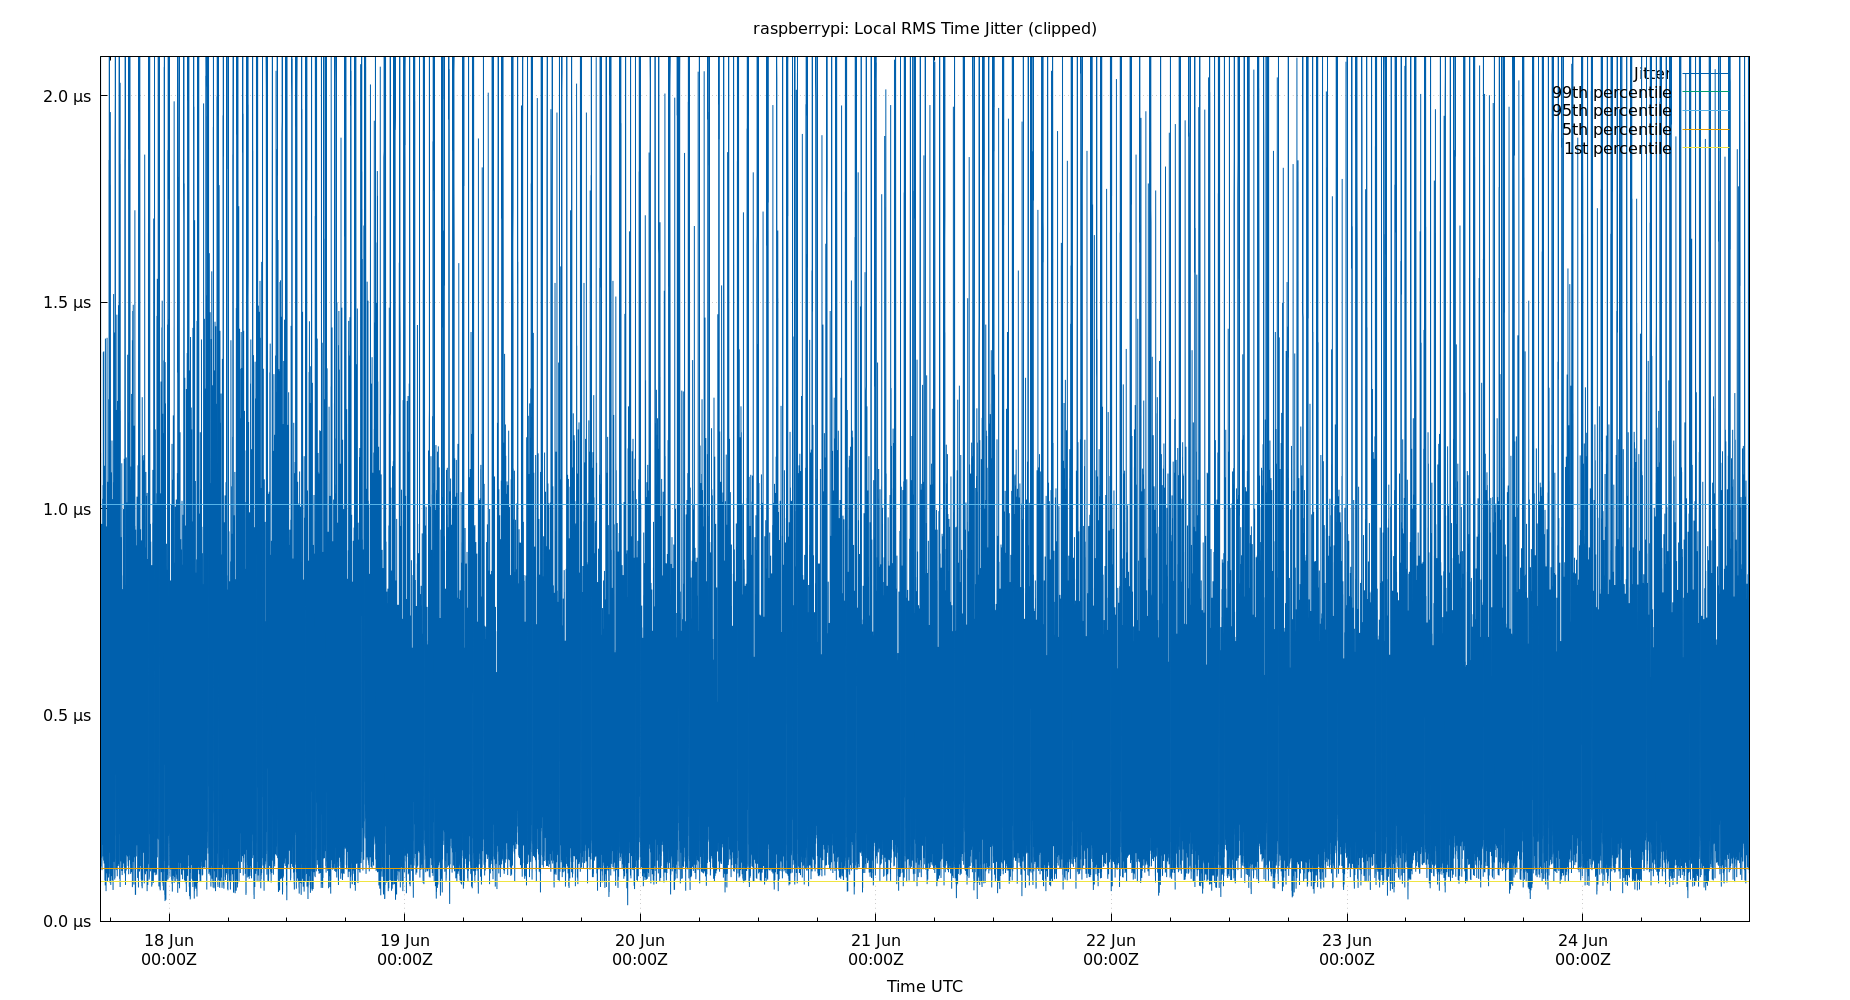 raspberrypi: Local RMS Time Jitter (clipped)
2.0 μs
1.5 μs
1.0 μs
0.5 μs
0.0 μs
Jitter
99th percentile
95th percentile
5th percentile
1st percentile
18 Jun 19 Jun 20 Jun 21 Jun 22 Jun 23 Jun 24 Jun
00:00Z 00:00Z 00:00Z 00:00Z 00:00Z 00:00Z 00:00Z
Time UTC